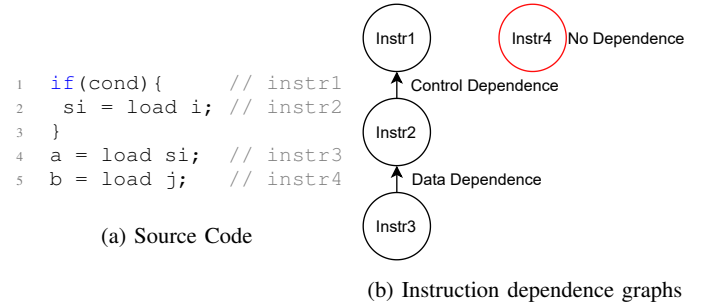 1 if(cond){ // instr1
2 si = load i; // instr2
3 }
4 a = load si; // instr3
5 b = load j; // instr4
(a) Source Code
Instr1
Instr4
No Dependence
Control Dependence
Instr2
Data Dependence
Instr3
(b) Instruction dependence graphs